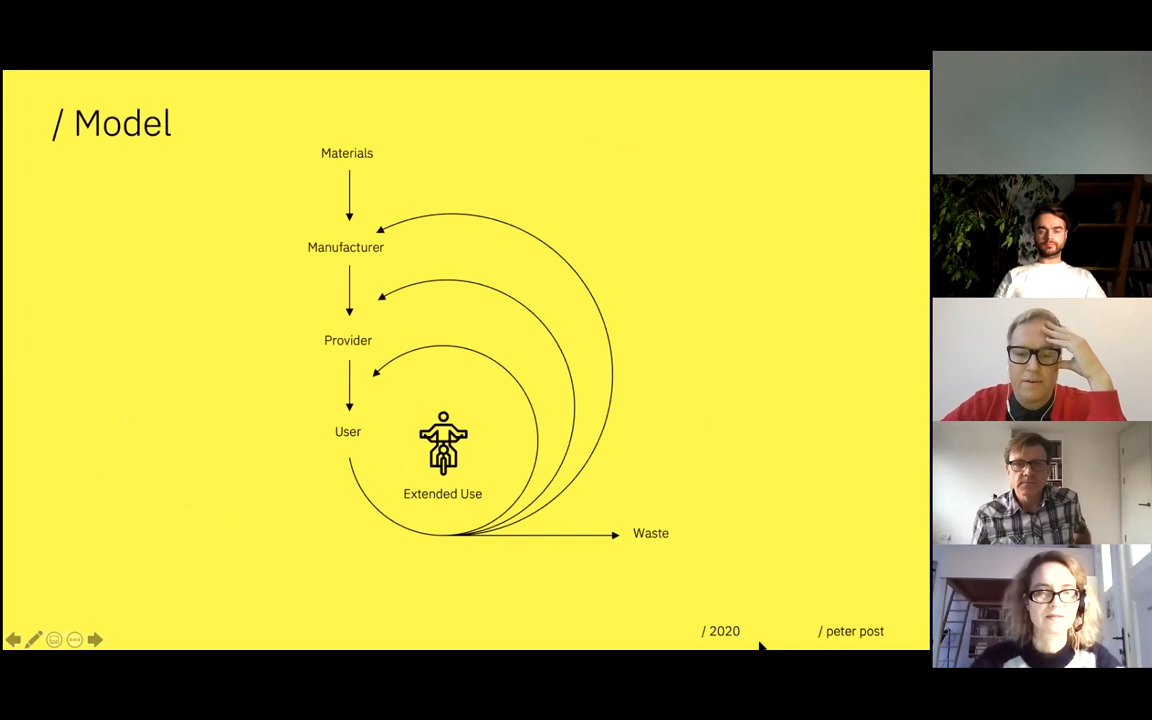 / Model
Materials
Manufacturer
Provider
User
Extended Use
Waste
/ 2020
/ peter post